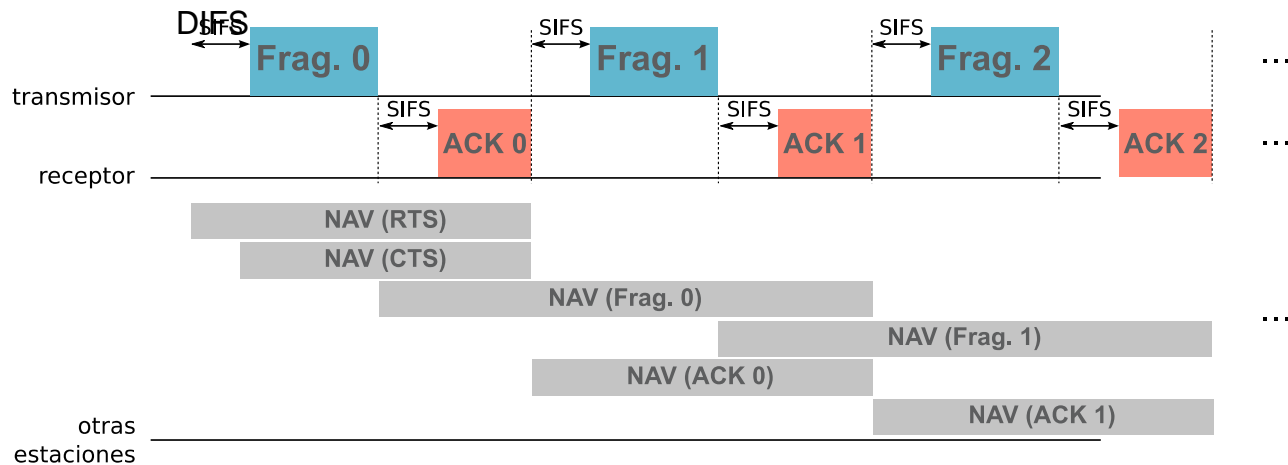 DIFS
SIFS
SIFS
SIFS
Frag. 0
Frag. 1
Frag. 2
...
transmisor
SIFS
SIFS
SIFS
ACK 0
ACK 1
ACK 2
...
receptor
NAV (RTS)
NAV (CTS)
NAV (Frag. 0)
...
NAV (Frag. 1)
NAV (ACK 0)
NAV (ACK 1)
otras
estaciones